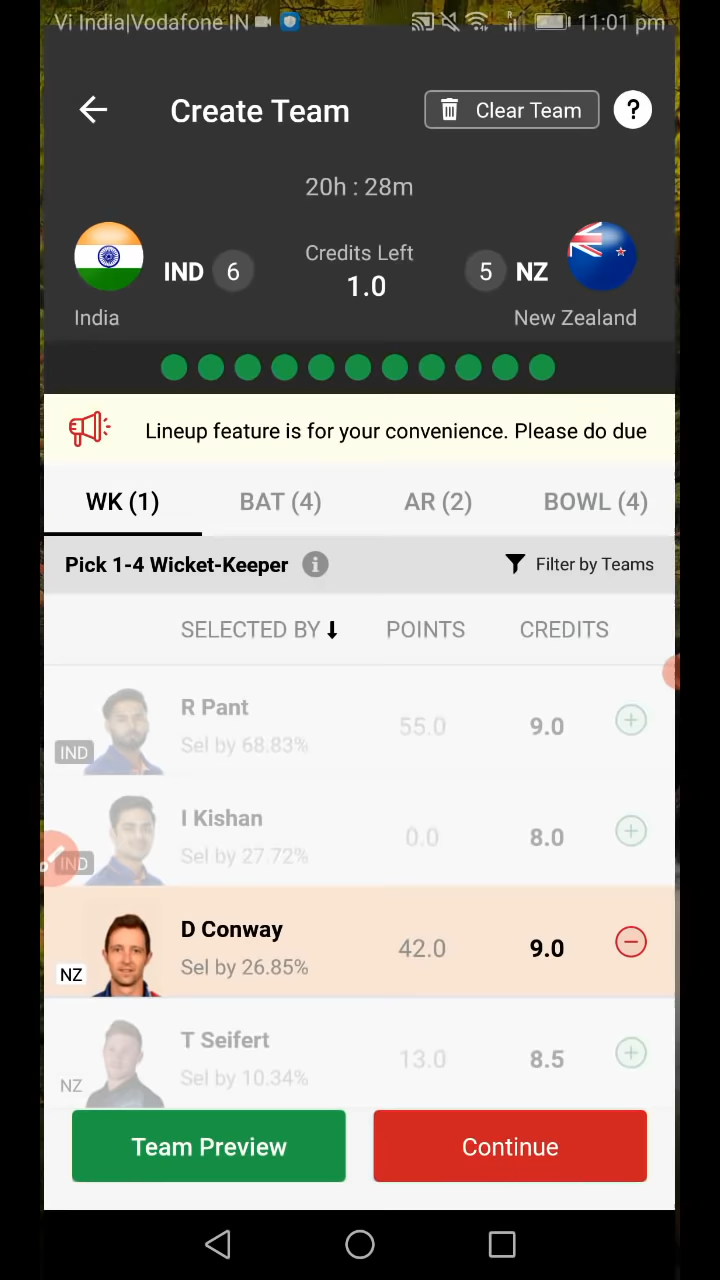 Vi India|Vodafone IN
11:01 pm
Create Team
Clear Team
?
20h : 28m
IND 6
Credits Left
1.0
5 NZ
India
New Zealand
Lineup feature is for your convenience. Please do due
WK (1)
BAT (4)
AR (2)
BOWL (4)
Pick 1-4 Wicket-Keeper
Filter by Teams
SELECTED BY
POINTS
CREDITS
R Pant
IND
Sel by 68.83%
55.0
9.0
I Kishan
IND
Sel by 27.72%
0.0
8.0
D Conway
NZ
Sel by 26.85%
42.0
9.0
T Seifert
NZ
Sel by 10.34%
13.0
8.5
Team Preview
Continue